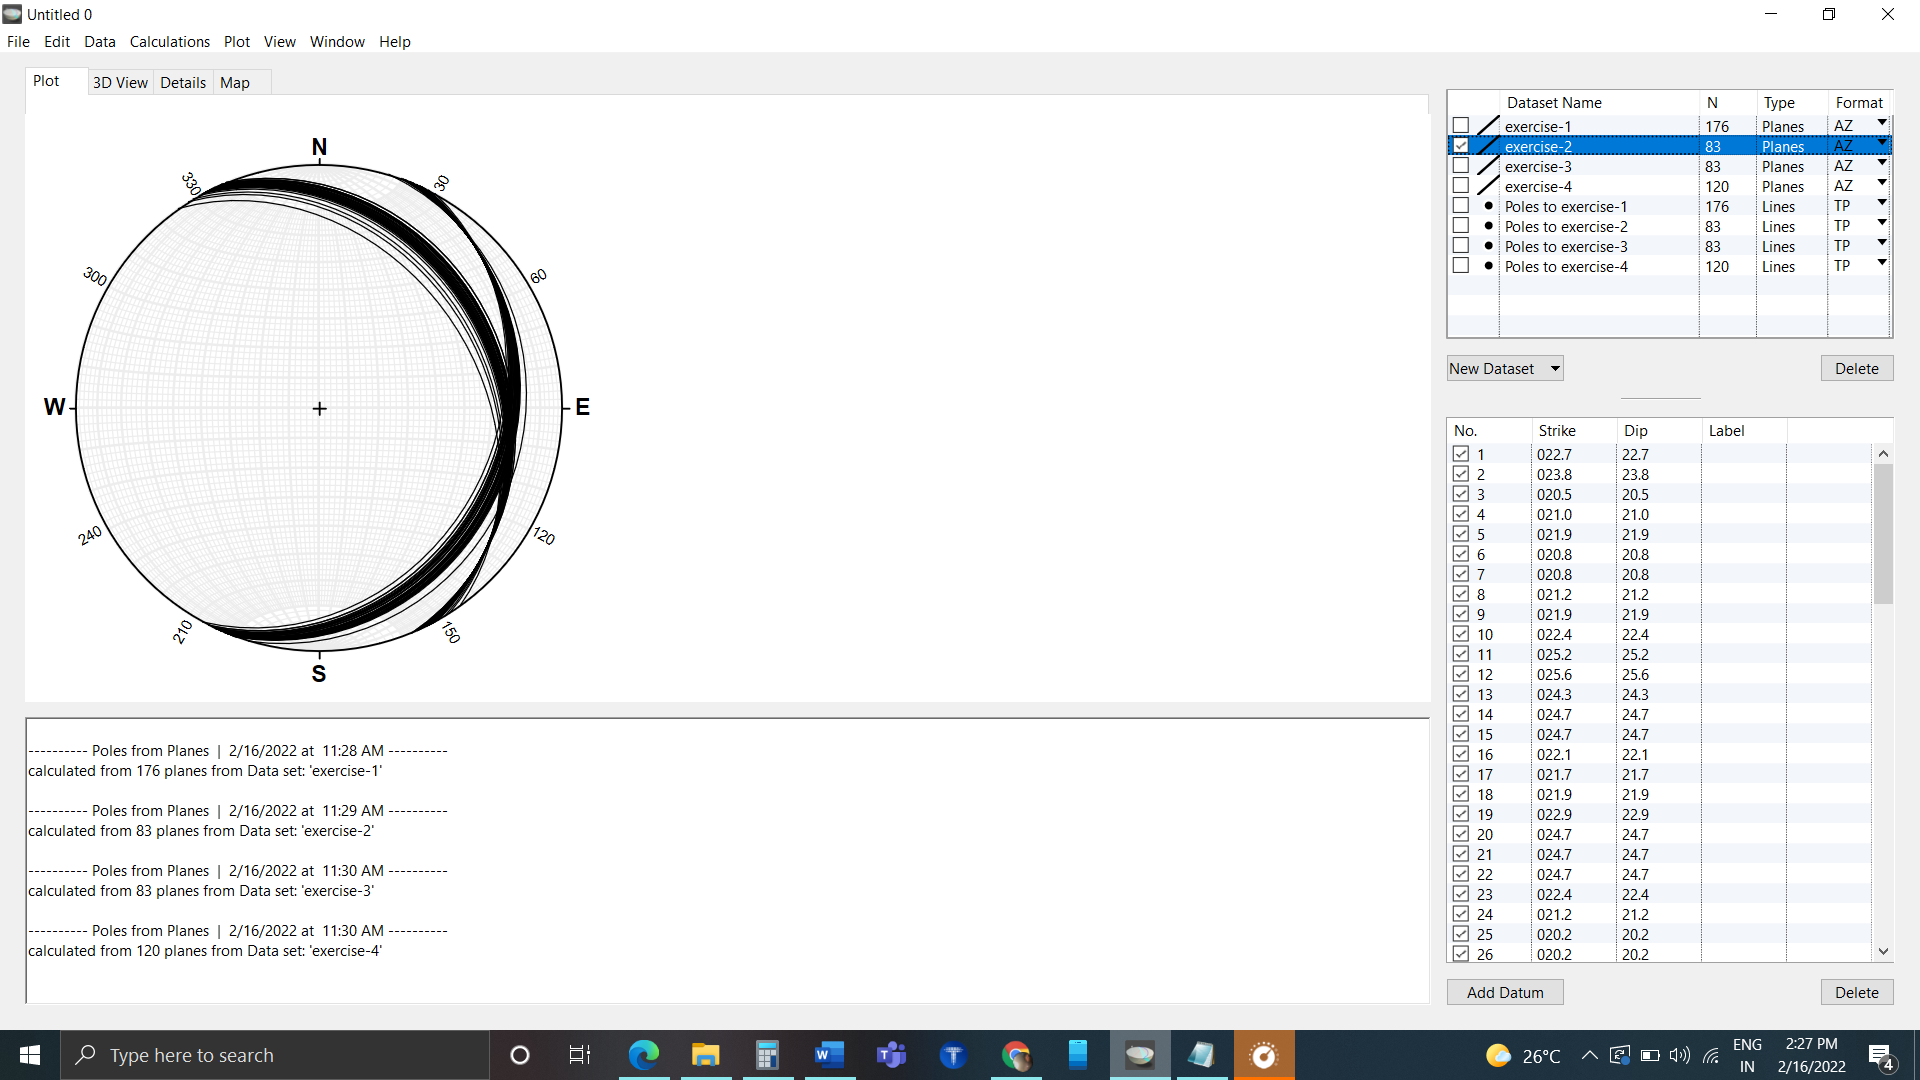 Untitled 0
File Edit Data Calculations Plot View Window Help
Plot 3D View Details Map
N
330
30
300
60
W
E
240
120
210
150
S
---------- Poles from Planes | 2/16/2022 at 11:28 AM ----------
calculated from 176 planes from Data set: 'exercise-1'
---------- Poles from Planes | 2/16/2022 at 11:29 AM ----------
calculated from 83 planes from Data set: 'exercise-2'
---------- Poles from Planes | 2/16/2022 at 11:30 AM ----------
calculated from 83 planes from Data set: 'exercise-3'
---------- Poles from Planes | 2/16/2022 at 11:30 AM ----------
calculated from 120 planes from Data set: 'exercise-4'
Dataset Name N Type Format
exercise-1 176 Planes AZ
exercise-2 83 Planes AZ
exercise-3 83 Planes AZ
exercise-4 120 Planes AZ
Poles to exercise-1 176 Lines TP
Poles to exercise-2 83 Lines TP
Poles to exercise-3 83 Lines TP
Poles to exercise-4 120 Lines TP
New Dataset Delete
No. Strike Dip Label
1 022.7 22.7
2 023.8 23.8
3 020.5 20.5
4 021.0 21.0
5 021.9 21.9
6 020.8 20.8
7 020.8 20.8
8 021.2 21.2
9 021.9 21.9
10 022.4 22.4
11 025.2 25.2
12 025.6 25.6
13 024.3 24.3
14 024.7 24.7
15 024.7 24.7
16 022.1 22.1
17 021.7 21.7
18 021.9 21.9
19 022.9 22.9
20 024.7 24.7
21 024.7 24.7
22 024.7 24.7
23 022.4 22.4
24 021.2 21.2
25 020.2 20.2
26 020.2 20.2
Add Datum Delete
Type here to search
26°C
ENG
IN
2:27 PM
2/16/2022
4